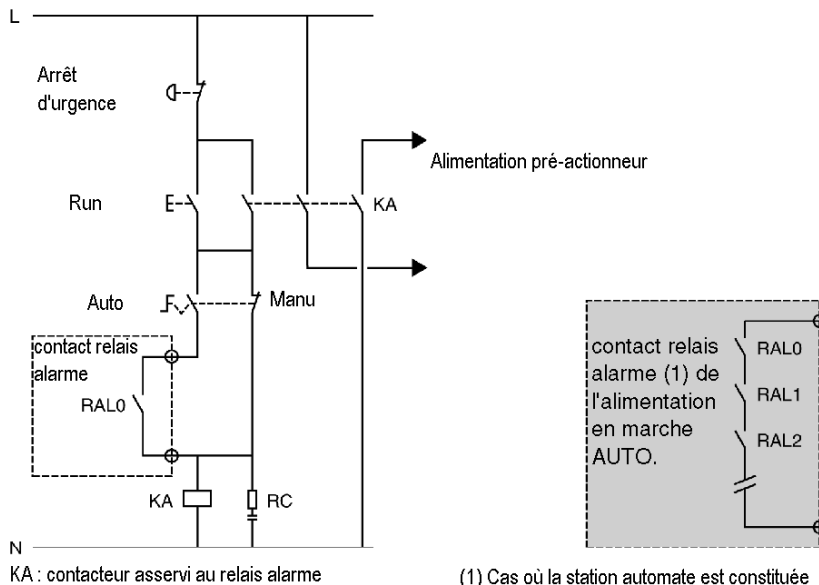 L
Arrêt
d'urgence
Alimentation pré-actionneur
Run
KA
Auto
Manu
contact relais
alarme
RAL0
KA
RC
N
KA : contacteur asservi au relais alarme
contact relais
alarme (1) de
l'alimentation
en marche
AUTO.
RAL0
RAL1
RAL2
(1) Cas où la station automate est constituée